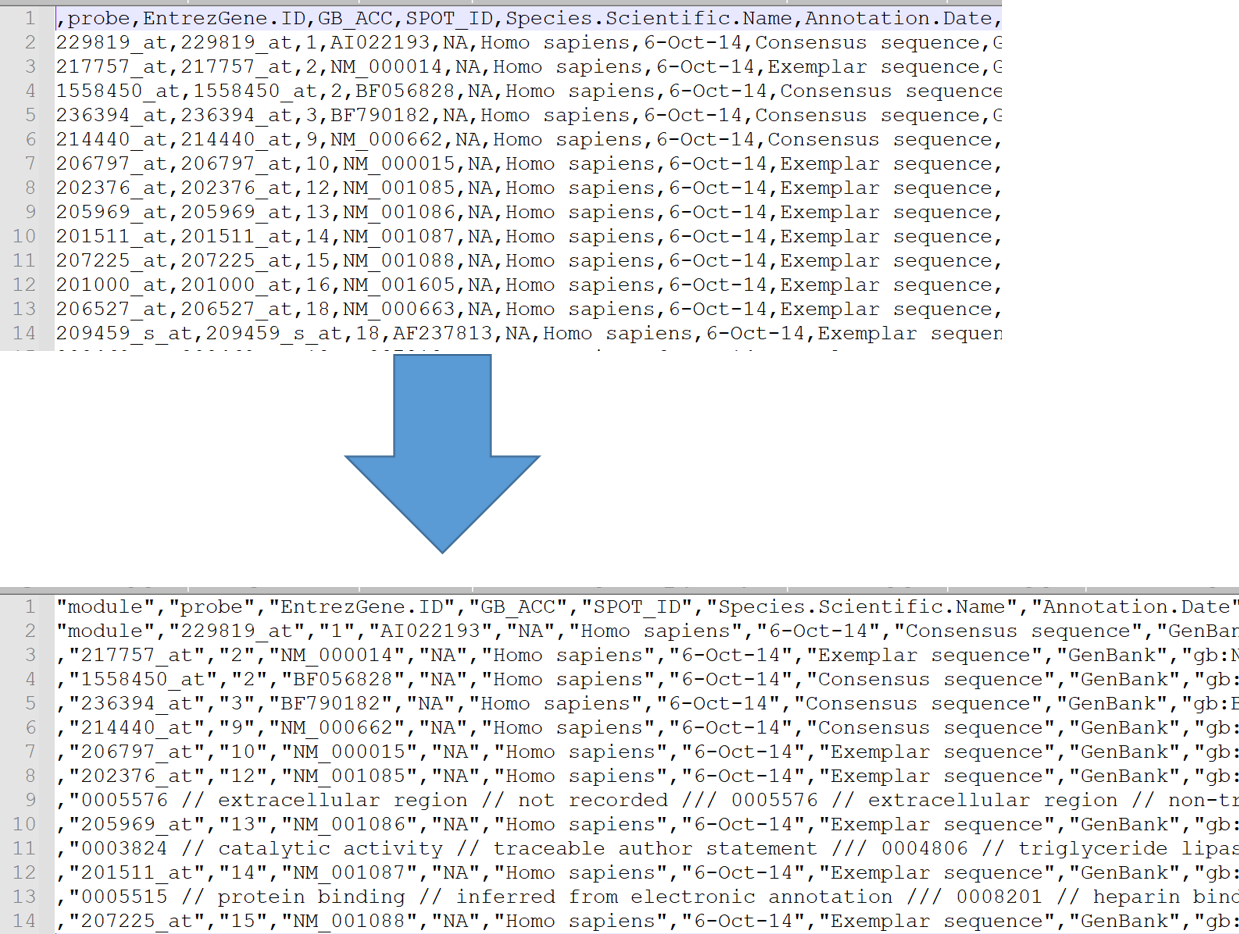 1 ,probe,EntrezGene.ID,GB_ACC,SPOT_ID,Species.Scientific.Name,Annotation.Date,
2 229819_at,229819_at,1,AI022193,NA,Homo sapiens,6-Oct-14,Consensus sequence,G
3 217757_at,217757_at,2,NM_000014,NA,Homo sapiens,6-Oct-14,Exemplar sequence,G
4 1558450_at,1558450_at,2,BF056828,NA,Homo sapiens,6-Oct-14,Consensus sequence
5 236394_at,236394_at,3,BF790182,NA,Homo sapiens,6-Oct-14,Consensus sequence,G
6 214440_at,214440_at,9,NM_000662,NA,Homo sapiens,6-Oct-14,Consensus sequence,
7 206797_at,206797_at,10,NM_000015,NA,Homo sapiens,6-Oct-14,Exemplar sequence,
8 202376_at,202376_at,12,NM_001085,NA,Homo sapiens,6-Oct-14,Exemplar sequence,
9 205969_at,205969_at,13,NM_001086,NA,Homo sapiens,6-Oct-14,Exemplar sequence,
10 201511_at,201511_at,14,NM_001087,NA,Homo sapiens,6-Oct-14,Exemplar sequence,
11 207225_at,207225_at,15,NM_001088,NA,Homo sapiens,6-Oct-14,Exemplar sequence,
12 201000_at,201000_at,16,NM_001605,NA,Homo sapiens,6-Oct-14,Exemplar sequence,
13 206527_at,206527_at,18,NM_000663,NA,Homo sapiens,6-Oct-14,Exemplar sequence,
14 209459_s_at,209459_s_at,18,AF237813,NA,Homo sapiens,6-Oct-14,Exemplar sequen
1 "module","probe","EntrezGene.ID","GB_ACC","SPOT_ID","Species.Scientific.Name","Annotation.Date"
2 "module","229819_at","1","AI022193","NA","Homo sapiens","6-Oct-14","Consensus sequence","GenBan
3 ,"217757_at","2","NM_000014","NA","Homo sapiens","6-Oct-14","Exemplar sequence","GenBank","gb:N
4 ,"1558450_at","2","BF056828","NA","Homo sapiens","6-Oct-14","Consensus sequence","GenBank","gb:
5 ,"236394_at","3","BF790182","NA","Homo sapiens","6-Oct-14","Consensus sequence","GenBank","gb:B
6 ,"214440_at","9","NM_000662","NA","Homo sapiens","6-Oct-14","Consensus sequence","GenBank","gb:
7 ,"206797_at","10","NM_000015","NA","Homo sapiens","6-Oct-14","Exemplar sequence","GenBank","gb:
8 ,"202376_at","12","NM_001085","NA","Homo sapiens","6-Oct-14","Exemplar sequence","GenBank","gb:
9 ,"0005576 // extracellular region // not recorded /// 0005576 // extracellular region // non-tr
10 ,"205969_at","13","NM_001086","NA","Homo sapiens","6-Oct-14","Exemplar sequence","GenBank","gb:
11 ,"0003824 // catalytic activity // traceable author statement /// 0004806 // triglyceride lipas
12 ,"201511_at","14","NM_001087","NA","Homo sapiens","6-Oct-14","Exemplar sequence","GenBank","gb:
13 ,"0005515 // protein binding // inferred from electronic annotation /// 0008201 // heparin bind
14 ,"207225_at","15","NM_001088","NA","Homo sapiens","6-Oct-14","Exemplar sequence","GenBank","gb: